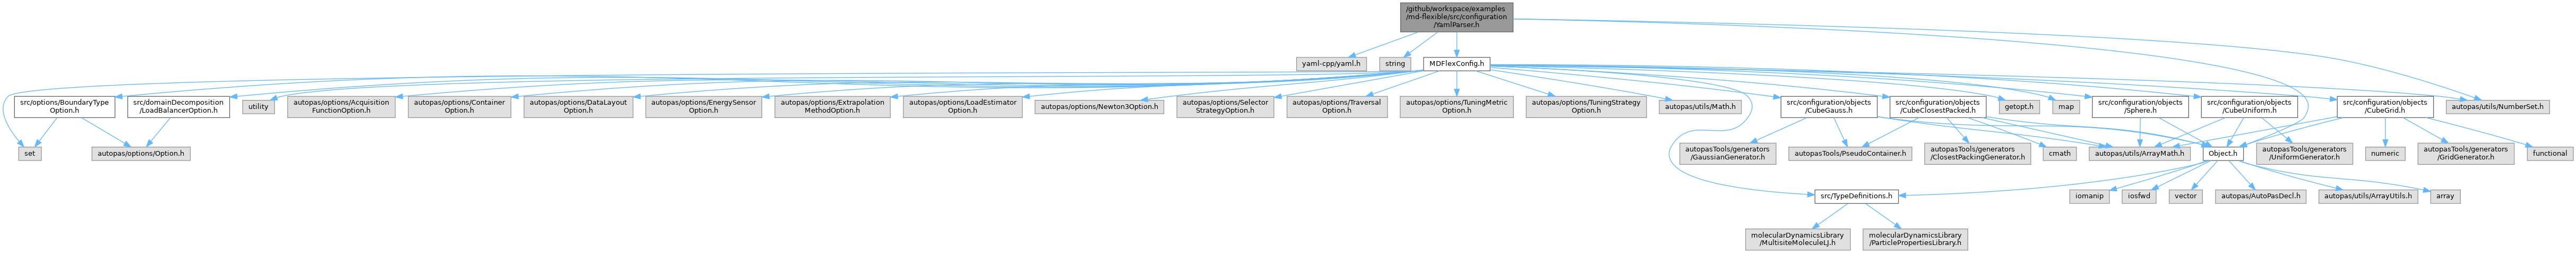 /github/workspace/examples
/md-flexible/src/configuration
/YamlParser.h
yaml-cpp/yaml.h
string
MDFlexConfig.h
src/options/BoundaryType
Option.h
src/domainDecomposition
/LoadBalancerOption.h
utility
autopas/options/Acquisition
FunctionOption.h
autopas/options/Container
Option.h
autopas/options/DataLayout
Option.h
autopas/options/EnergySensor
Option.h
autopas/options/Extrapolation
MethodOption.h
autopas/options/LoadEstimator
Option.h
autopas/options/Newton3Option.h
autopas/options/Selector
StrategyOption.h
autopas/options/Traversal
Option.h
autopas/options/TuningMetric
Option.h
autopas/options/TuningStrategy
Option.h
autopas/utils/Math.h
src/configuration/objects
/CubeGauss.h
src/configuration/objects
/CubeClosestPacked.h
getopt.h
map
src/configuration/objects
/Sphere.h
src/configuration/objects
/CubeUniform.h
src/configuration/objects
/CubeGrid.h
autopas/utils/NumberSet.h
set
autopas/options/Option.h
autopasTools/generators
/GaussianGenerator.h
autopasTools/PseudoContainer.h
autopasTools/generators
/ClosestPackingGenerator.h
cmath
autopas/utils/ArrayMath.h
Object.h
autopasTools/generators
/UniformGenerator.h
numeric
autopasTools/generators
/GridGenerator.h
functional
src/TypeDefinitions.h
iomanip
iosfwd
vector
autopas/AutoPasDecl.h
autopas/utils/ArrayUtils.h
array
molecularDynamicsLibrary
/MultisiteMoleculeLJ.h
molecularDynamicsLibrary
/ParticlePropertiesLibrary.h